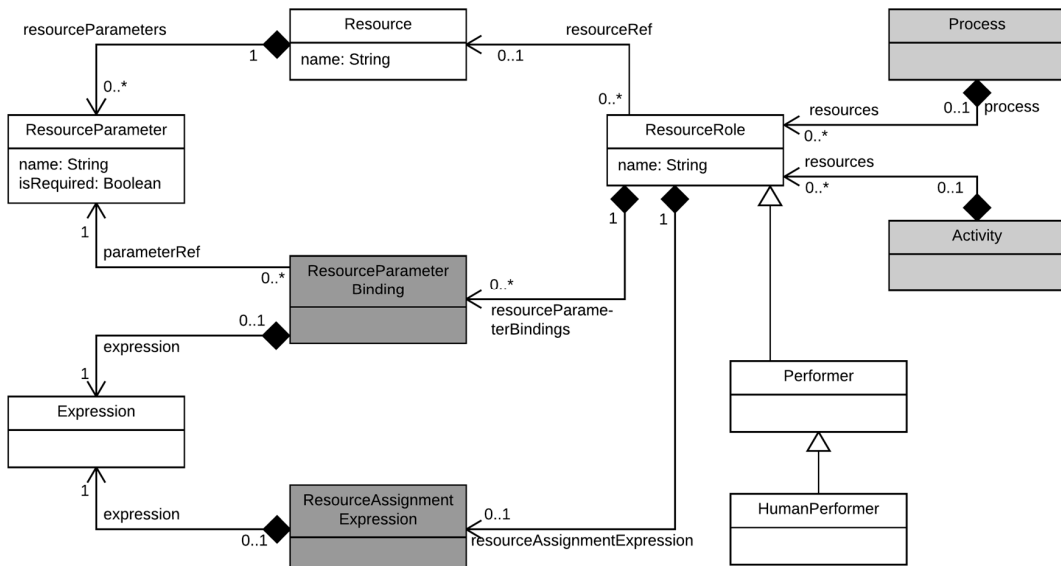 resourceParameters
Resource
resourceRef
Process
1
name: String
0..1
0..*
0..*
0..1
process
resources
0..*
ResourceParameter
ResourceRole
name: String
isRequired: Boolean
name: String
resources
0..*
0..1
1
1
1
Activity
parameterRef
0..*
ResourceParameter
Binding
0..*
resourceParame-
terBindings
0..1
expression
1
Performer
Expression
1
ResourceAssignment
Expression
HumanPerformer
expression
0..1
0..1
resourceAssignmentExpression